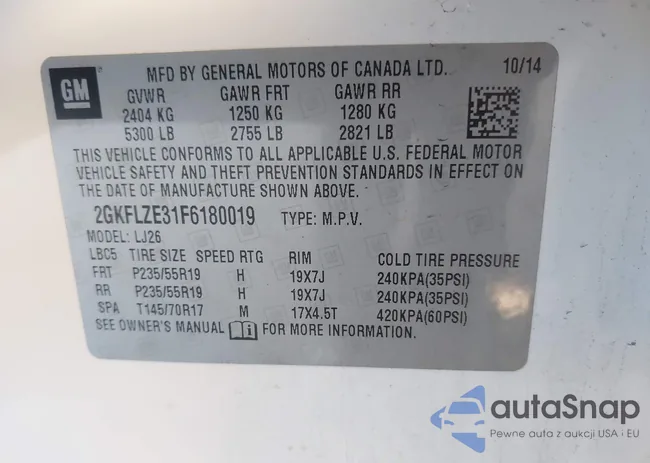 GM
MFD BY GENERAL MOTORS OF CANADA LTD. 10/14
GVWR GAWR FRT GAWR RR
2404 KG 1250 KG 1280 KG
5300 LB 2755 LB 2821 LB
THIS VEHICLE CONFORMS TO ALL APPLICABLE U.S. FEDERAL MOTOR
VEHICLE SAFETY AND THEFT PREVENTION STANDARDS IN EFFECT ON
THE DATE OF MANUFACTURE SHOWN ABOVE.
2GKFLZE31F6180019 TYPE: M.P.V.
MODEL: LJ26
LBC5 TIRE SIZE SPEED RTG RIM COLD TIRE PRESSURE
FRT P235/55R19 H 19X7J 240KPA(35PSI)
RR P235/55R19 H 19X7J 240KPA(35PSI)
SPA T145/70R17 M 17X4.5T 420KPA(60PSI)
SEE OWNER'S MANUAL FOR MORE INFORMATION.
autaSnap
Pewne auta z aukcji USA i EU